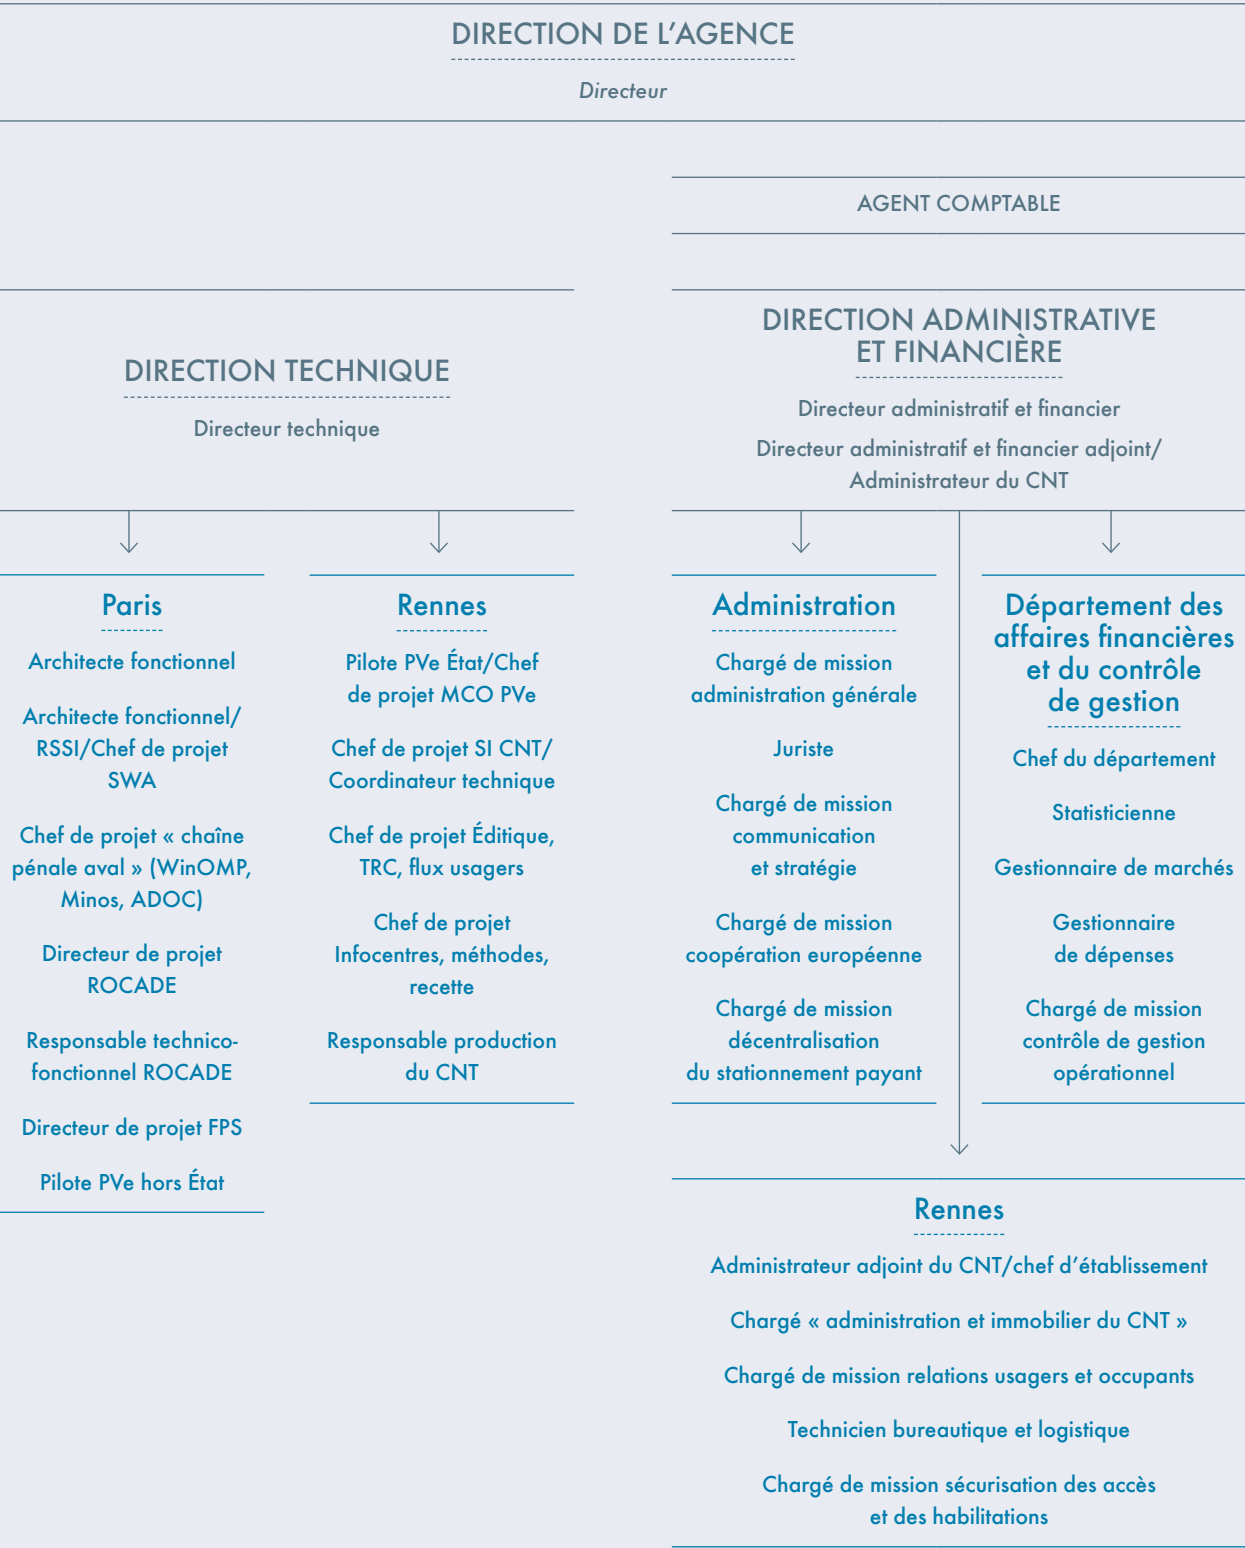 DIRECTION DE L’AGENCE
Directeur
AGENT COMPTABLE
DIRECTION TECHNIQUE
Directeur technique
DIRECTION ADMINISTRATIVE
ET FINANCIÈRE
Directeur administratif et financier
Directeur administratif et financier adjoint/
Administrateur du CNT
Paris
Architecte fonctionnel
Architecte fonctionnel/
RSSI/Chef de projet
SWA
Chef de projet « chaîne
pénale aval » (WinOMP,
Minos, ADOC)
Directeur de projet
ROCADE
Responsable technico-
fonctionnel ROCADE
Directeur de projet FPS
Pilote PVe hors État
Rennes
Pilote PVe État/Chef
de projet MCO PVe
Chef de projet SI CNT/
Coordinateur technique
Chef de projet Éditique,
TRC, flux usagers
Chef de projet
Infocentres, méthodes,
recette
Responsable production
du CNT
Administration
Chargé de mission
administration générale
Juriste
Chargé de mission
communication
et stratégie
Chargé de mission
coopération européenne
Chargé de mission
décentralisation
du stationnement payant
Département des
affaires financières
et du contrôle
de gestion
Chef du département
Statisticienne
Gestionnaire de marchés
Gestionnaire
de dépenses
Chargé de mission
contrôle de gestion
opérationnel
Rennes
Administrateur adjoint du CNT/chef d’établissement
Chargé « administration et immobilier du CNT »
Chargé de mission relations usagers et occupants
Technicien bureautique et logistique
Chargé de mission sécurisation des accès
et des habilitations